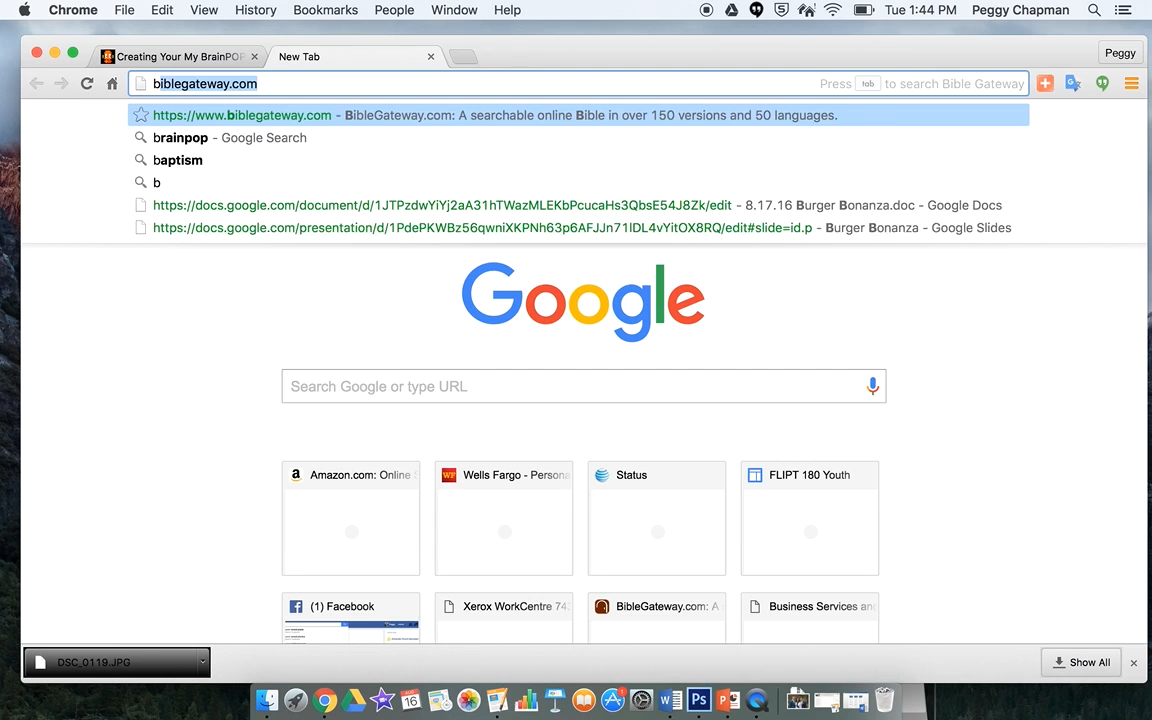 Chrome File Edit View History Bookmarks People Window Help Tue 1:44 PM Peggy Chapman
Creating Your My BrainPOP New Tab Peggy
biblegateway.com Press tab to search Bible Gateway
https://www.biblegateway.com - BibleGateway.com: A searchable online Bible in over 150 versions and 50 languages.
brainpop - Google Search
baptism
b
https://docs.google.com/document/d/1JTPzdwYiYj2aA31hTWazMLEKbPcucaHs3QbsE54J8Zk/edit - 8.17.16 Burger Bonanza.doc - Google Docs
https://docs.google.com/presentation/d/1PdePKWBz56qwniXKPNh63p6AFJJn71lDL4vYitOX8RQ/edit#slide=id.p - Burger Bonanza - Google Slides
Google
Search Google or type URL
Amazon.com: Online Wells Fargo - Persona Status FLIPT 180 Youth
(1) Facebook Xerox WorkCentre 74 BibleGateway.com: A Business Services an
DSC_0119.JPG Show All